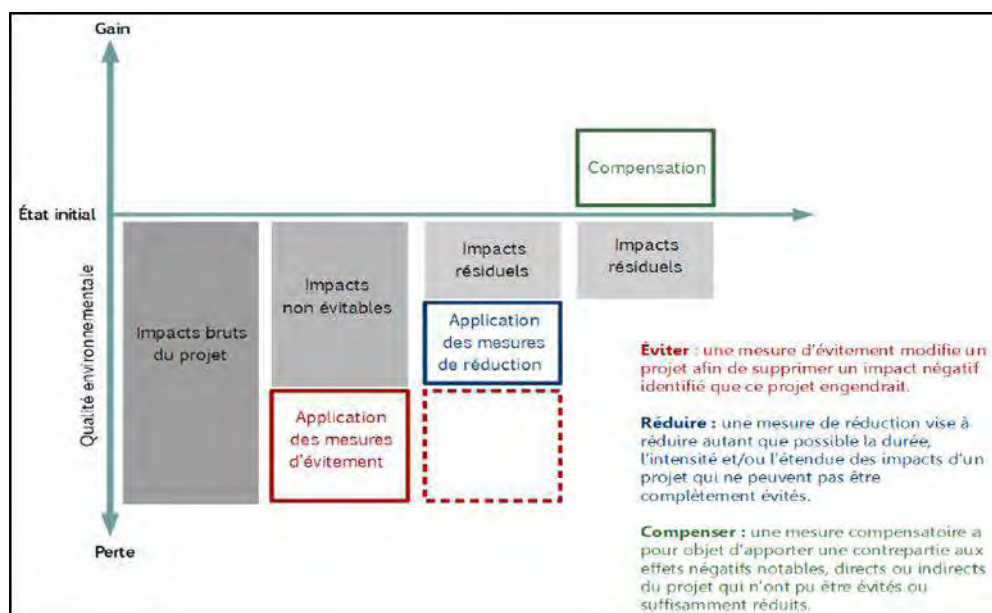 Gain
Compensation
État initial
Qualité environnementale
Impacts bruts
du projet
Impacts
non évitables
Application
des mesures
d'évitement
Impacts
résiduels
Application
des mesures
de réduction
Impacts
résiduels
Perte
Éviter : une mesure d'évitement modifie un
projet afin de supprimer un impact négatif
identifié que ce projet engendrait.
Réduire : une mesure de réduction vise à
réduire autant que possible la durée,
l'intensité et/ou l'étendue des impacts d'un
projet qui ne peuvent pas être
complètement évités.
Compenser : une mesure compensatoire a
pour objet d'apporter une contrepartie aux
effets négatifs notables, directs ou indirects
du projet qui n'ont pu être évités ou
suffisamment réduits.